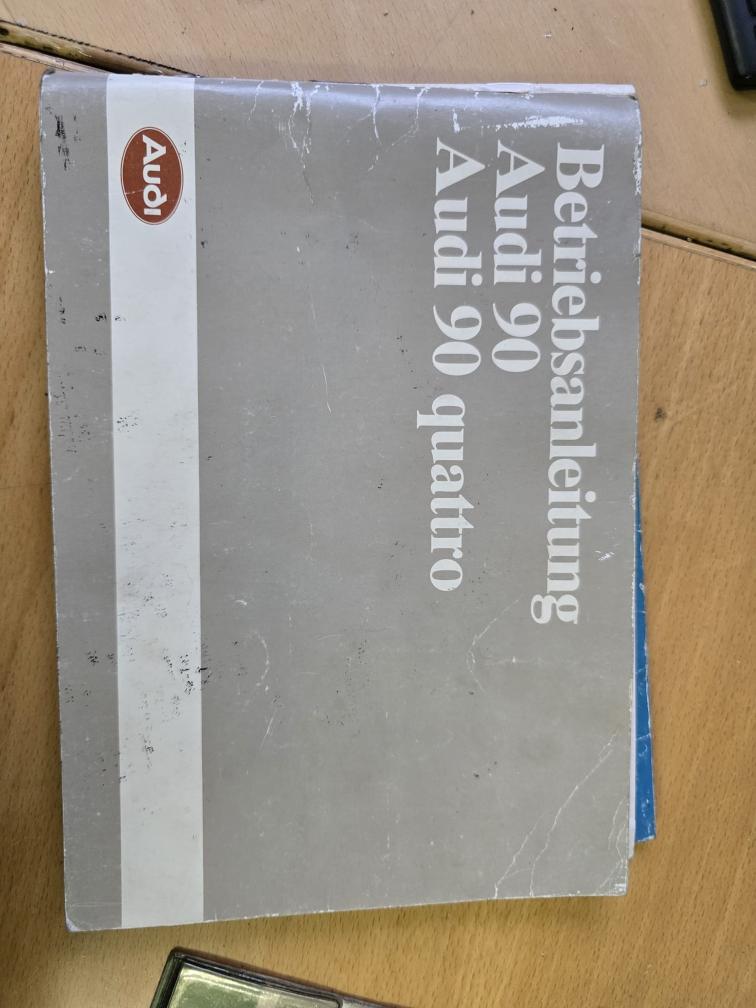 Betriebsanleitung
Audi 90
Audi 90 quattro
Audi